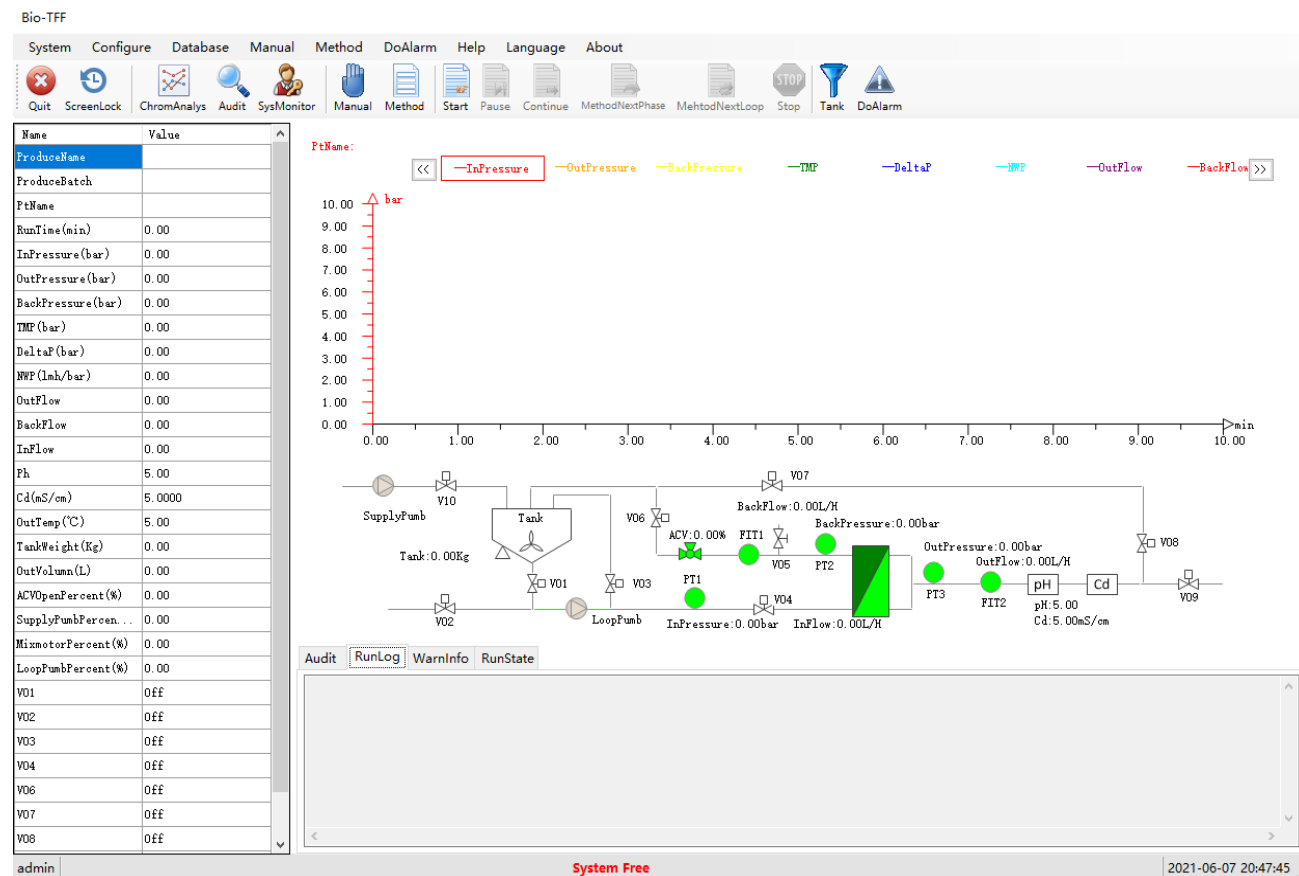 Bio-TFF
System Configure Database Manual Method DoAlarm Help Language About
Quit ScreenLock ChromAnalys Audit SysMonitor Manual Method Start Pause Continue MethodNextPhase MehtodNextLoop Stop Tank DoAlarm
STOP
Name Value
ProduceName
ProduceBatch
PtName
RunTime(min) 0.00
InPressure(bar) 0.00
OutPressure(bar) 0.00
BackPressure(bar) 0.00
TMP(bar) 0.00
DeltaP(bar) 0.00
NWP(lmh/bar) 0.00
OutFlow 0.00
BackFlow 0.00
InFlow 0.00
Ph 5.00
Cd(mS/cm) 5.0000
OutTemp(℃) 5.00
TankWeight(Kg) 0.00
OutVolumn(L) 0.00
ACVOpenPercent(%) 0.00
SupplyPumbPercen... 0.00
MixmotorPercent(%) 0.00
LoopPumbPercent(%) 0.00
V01 Off
V02 Off
V03 Off
V04 Off
V06 Off
V07 Off
V08 Off
PtName:
<< InPressure OutPressure BackPressure TMP DeltaP NWP OutFlow BackFlow >>
bar
10.00
9.00
8.00
7.00
6.00
5.00
4.00
3.00
2.00
1.00
0.00
0.00 1.00 2.00 3.00 4.00 5.00 6.00 7.00 8.00 9.00 10.00
min
V07
V10
SupplyPumb
Tank
V06
BackFlow:0.00L/H
BackPressure:0.00bar
ACV:0.00% FIT1
V05 PT2
OutPressure:0.00bar
OutFlow:0.00L/H
V08
Tank:0.00Kg
V01 V03
PT1
PT3
FIT2
pH Cd
V09
pH:5.00
Cd:5.00mS/cm
V02
LoopPumb
V04
InPressure:0.00bar InFlow:0.00L/H
Audit RunLog WarnInfo RunState
admin System Free 2021-06-07 20:47:45